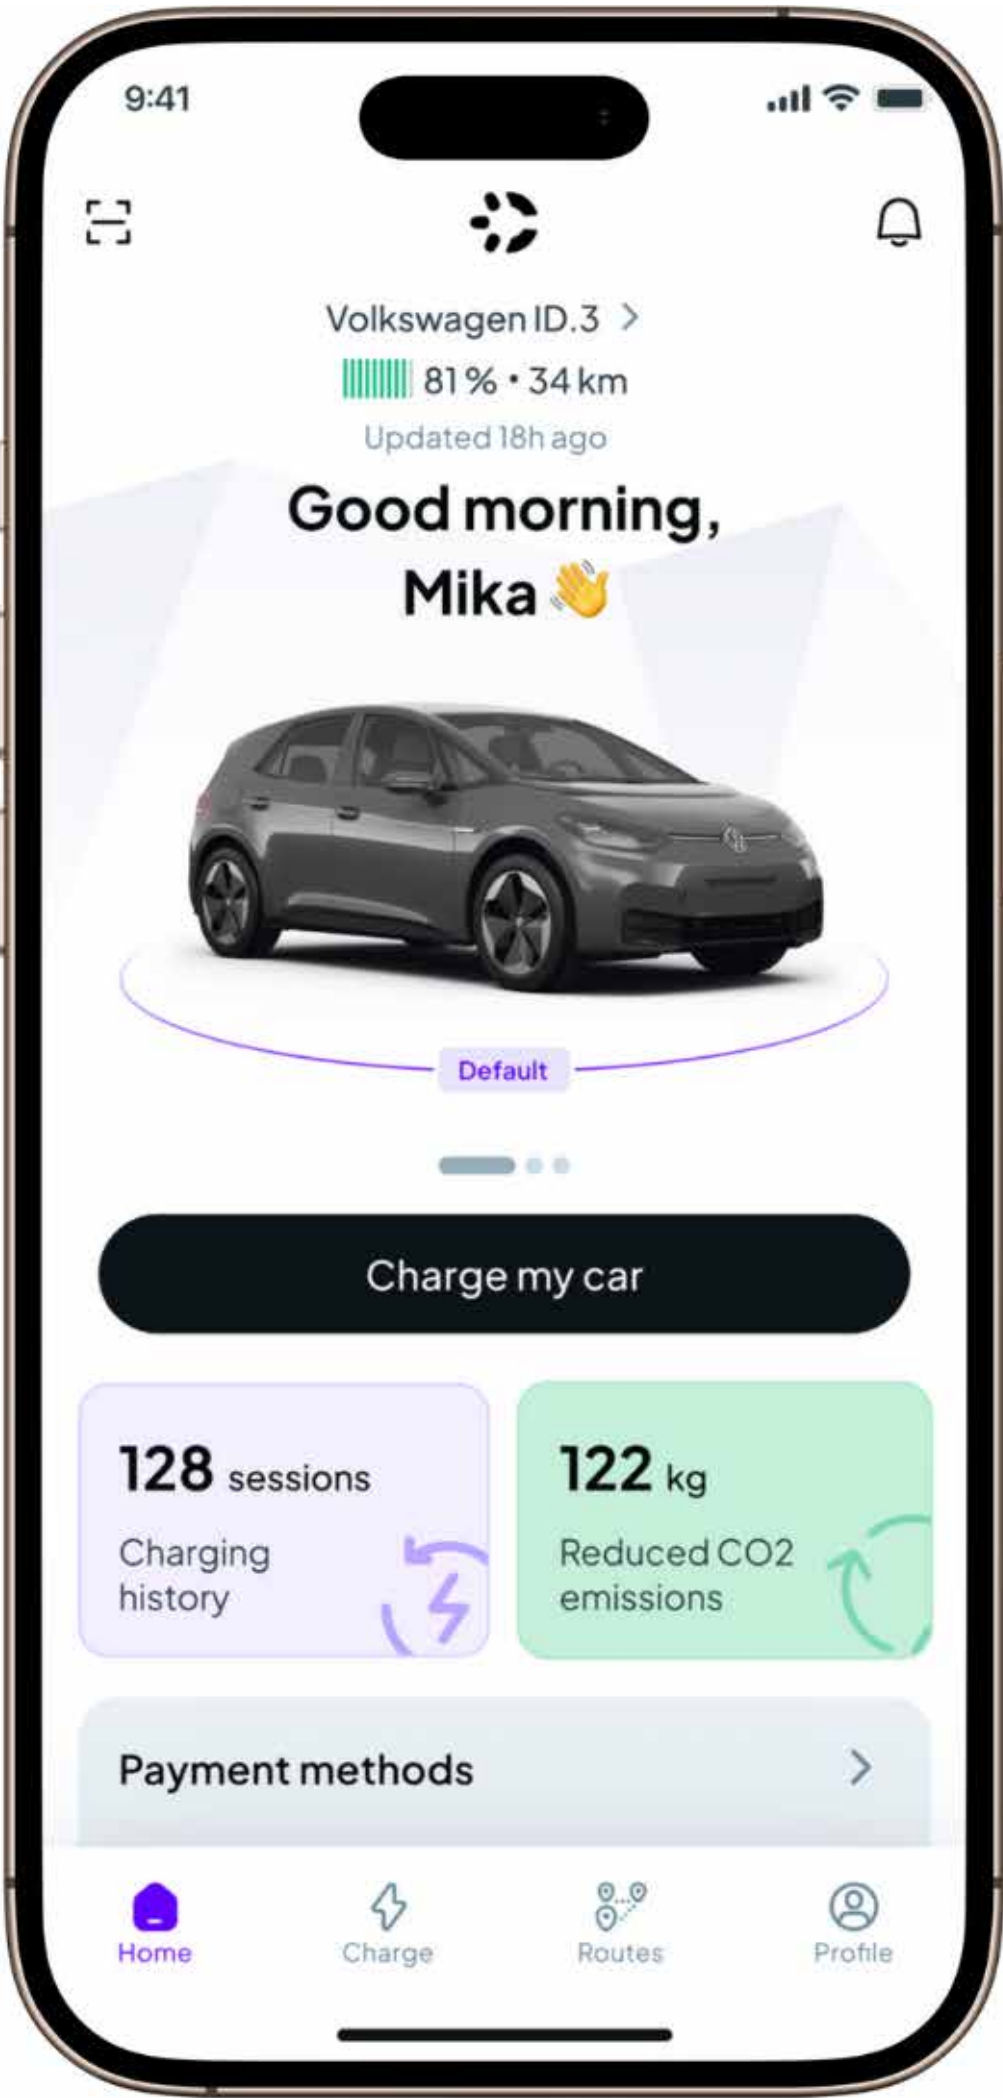 9:41
Volkswagen ID.3
81% • 34 km
Updated 18h ago
Good morning,
Mika 👋
Default
Charge my car
128 sessions
122 kg
Charging
history
Reduced CO2
emissions
Payment methods
Home
Charge
Routes
Profile